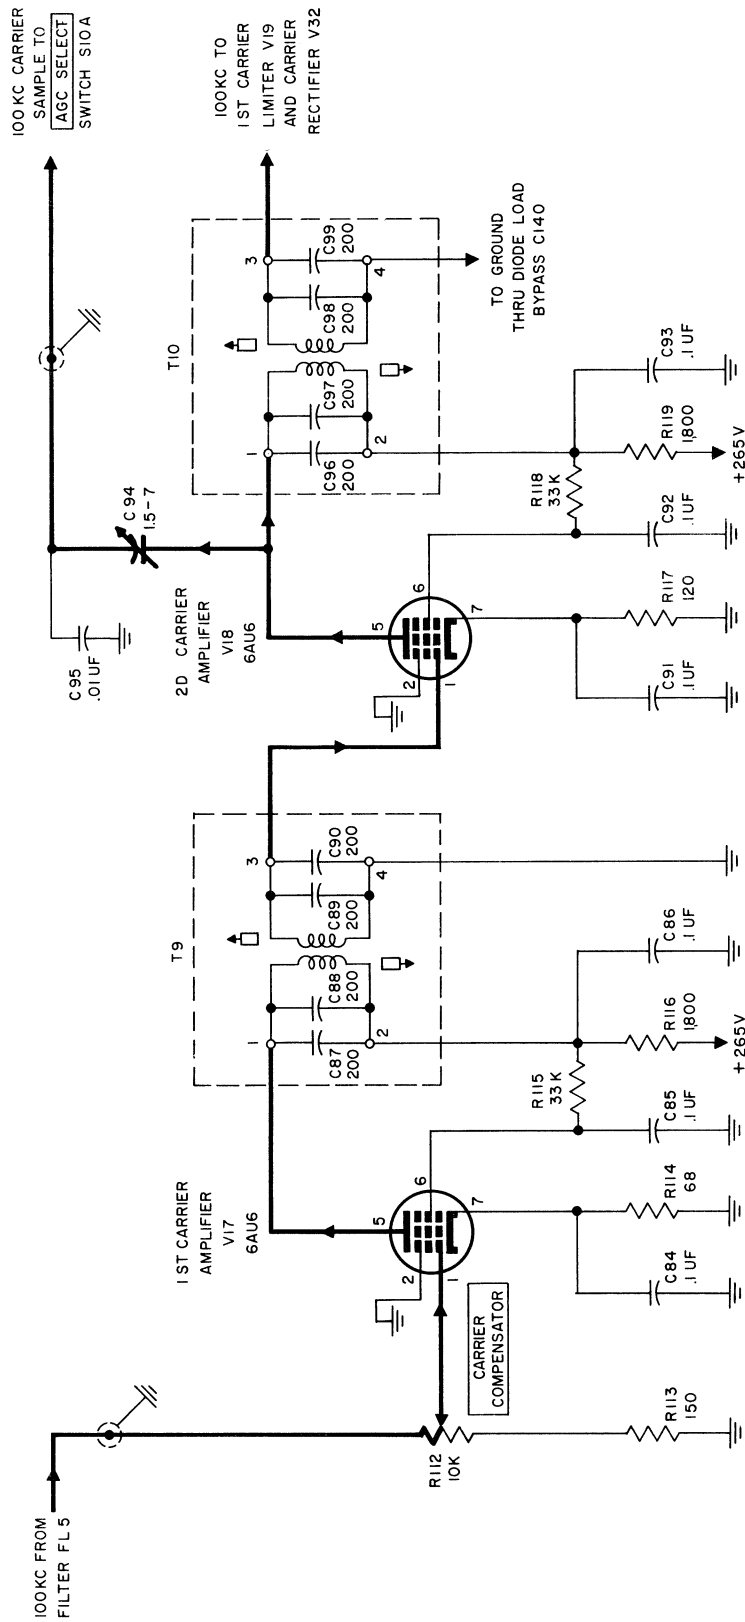 100KC FROM
FILTER FL5
R112
10K
CARRIER
COMPENSATOR
R113
150
1ST CARRIER
AMPLIFIER
V17
6AU6
5
2
1
6
7
C84
.1UF
R114
68
C85
.1UF
R115
33K
R116
1,800
+265V
C86
.1UF
T9
1
2
3
4
C87
200
C88
200
C89
200
C90
200
2D CARRIER
AMPLIFIER
V18
6AU6
5
2
1
6
7
C91
.1UF
R117
120
C92
.1UF
R118
33K
R119
1,800
+265V
C93
.1UF
C95
.01UF
C94
1.5-7
T10
1
2
3
4
C96
200
C97
200
C98
200
C99
200
TO GROUND
THRU DIODE LOAD
BYPASS C140
100KC CARRIER
SAMPLE TO
AGC SELECT
SWITCH S10A
100KC TO
1ST CARRIER
LIMITER V19
AND CARRIER
RECTIFIER V32